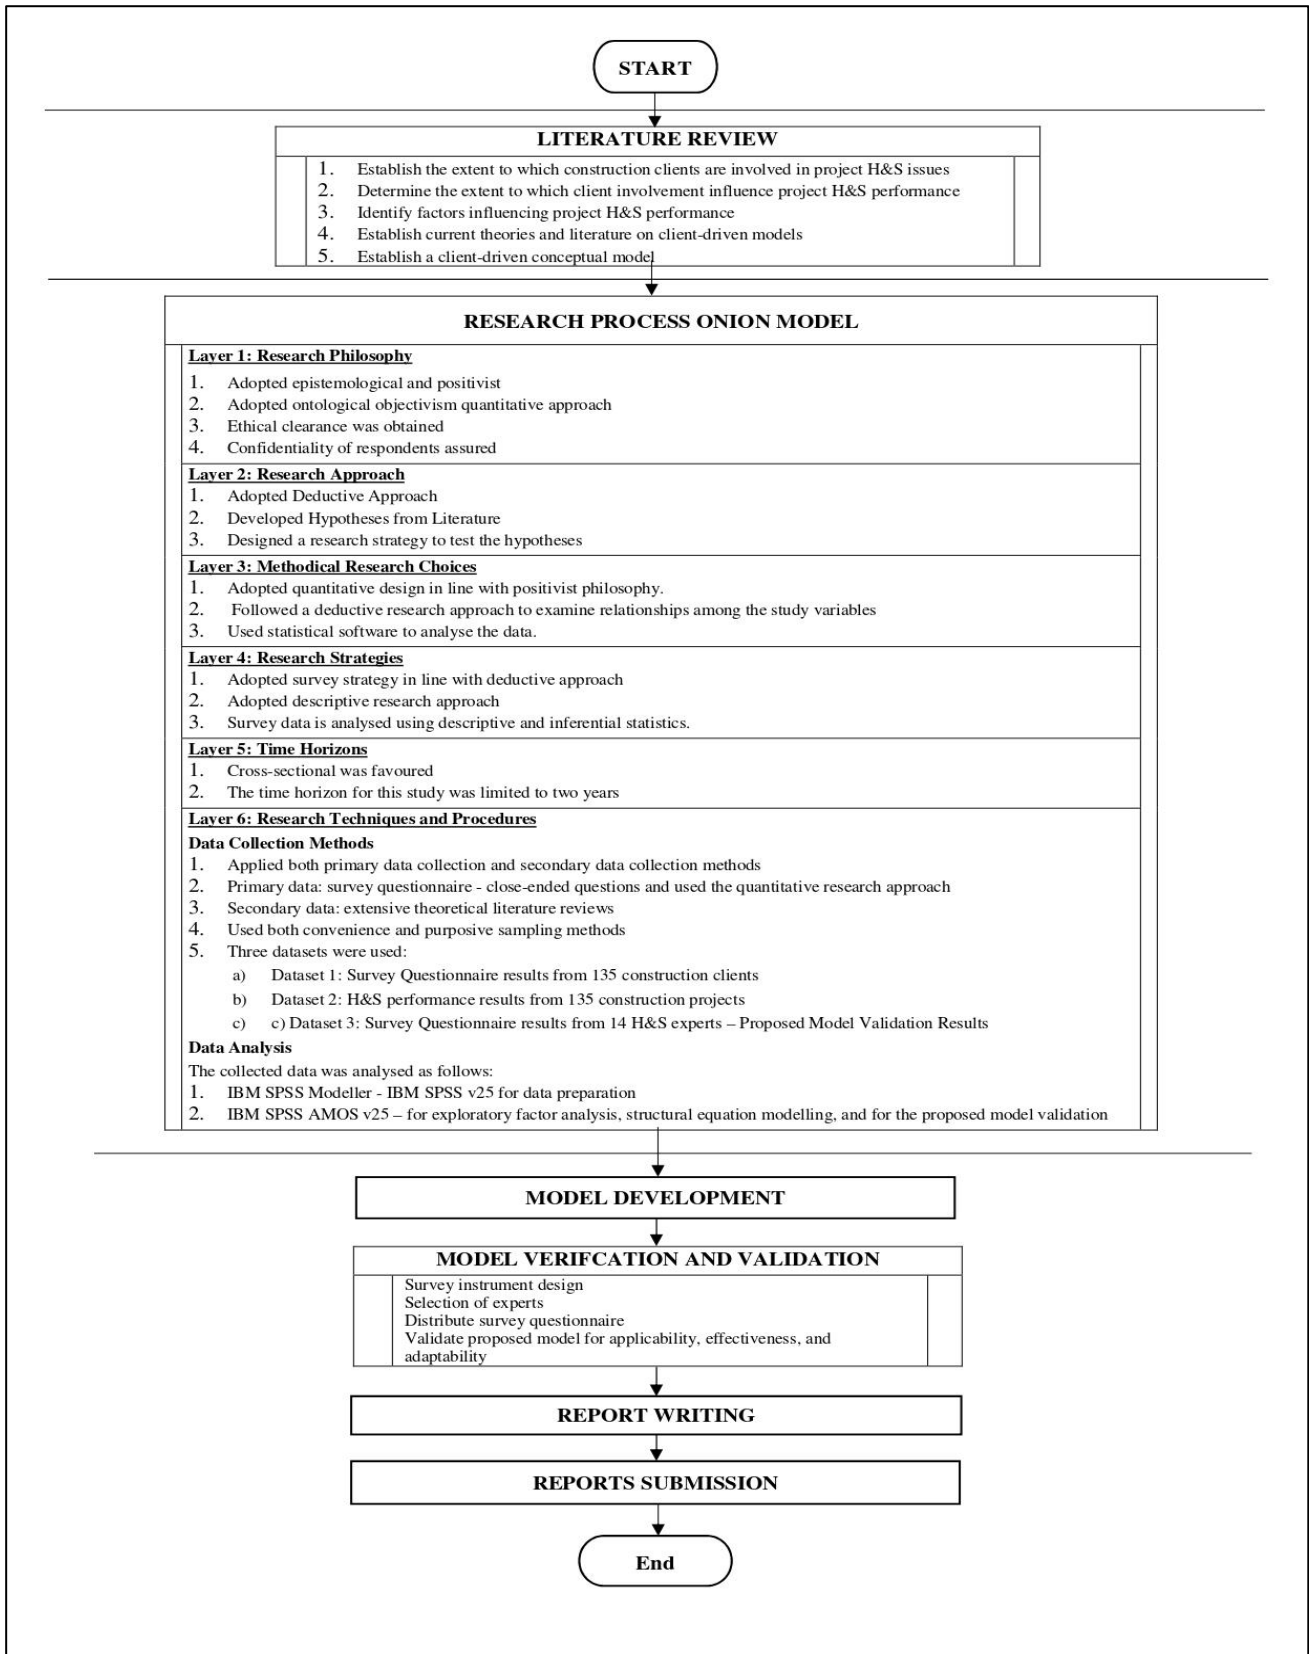 START
LITERATURE REVIEW
1. Establish the extent to which construction clients are involved in project H&S issues
2. Determine the extent to which client involvement influence project H&S performance
3. Identify factors influencing project H&S performance
4. Establish current theories and literature on client-driven models
5. Establish a client-driven conceptual model
RESEARCH PROCESS ONION MODEL
Layer 1: Research Philosophy
1. Adopted epistemological and positivist
2. Adopted ontological objectivism quantitative approach
3. Ethical clearance was obtained
4. Confidentiality of respondents assured
Layer 2: Research Approach
1. Adopted Deductive Approach
2. Developed Hypotheses from Literature
3. Designed a research strategy to test the hypotheses
Layer 3: Methodical Research Choices
1. Adopted quantitative design in line with positivist philosophy.
2. Followed a deductive research approach to examine relationships among the study variables
3. Used statistical software to analyse the data.
Layer 4: Research Strategies
1. Adopted survey strategy in line with deductive approach
2. Adopted descriptive research approach
3. Survey data is analysed using descriptive and inferential statistics.
Layer 5: Time Horizons
1. Cross-sectional was favoured
2. The time horizon for this study was limited to two years
Layer 6: Research Techniques and Procedures
Data Collection Methods
1. Applied both primary data collection and secondary data collection methods
2. Primary data: survey questionnaire - close-ended questions and used the quantitative research approach
3. Secondary data: extensive theoretical literature reviews
4. Used both convenience and purposive sampling methods
5. Three datasets were used:
a) Dataset 1: Survey Questionnaire results from 135 construction clients
b) Dataset 2: H&S performance results from 135 construction projects
c) c) Dataset 3: Survey Questionnaire results from 14 H&S experts – Proposed Model Validation Results
Data Analysis
The collected data was analysed as follows:
1. IBM SPSS Modeller - IBM SPSS v25 for data preparation
2. IBM SPSS AMOS v25 – for exploratory factor analysis, structural equation modelling, and for the proposed model validation
MODEL DEVELOPMENT
MODEL VERIFCATION AND VALIDATION
Survey instrument design
Selection of experts
Distribute survey questionnaire
Validate proposed model for applicability, effectiveness, and
adaptability
REPORT WRITING
REPORTS SUBMISSION
End